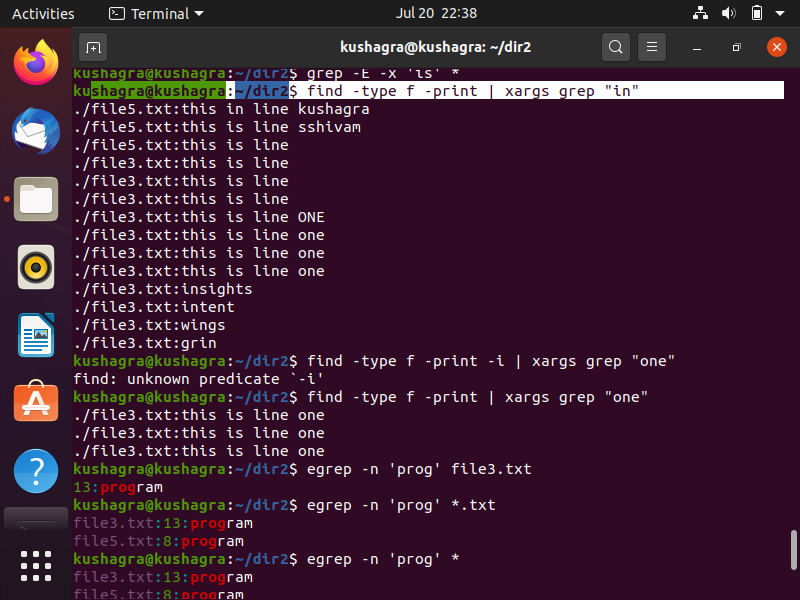 Activities
Terminal
Jul 20 22:38
kushagra@kushagra: ~/dir2
kushagra@kushagra:~/dir2$ grep -E -x 'is' *
kushagra@kushagra:~/dir2$ find -type f -print | xargs grep "in"
./file5.txt:this in line kushagra
./file5.txt:this is line sshivam
./file5.txt:this is line
./file3.txt:this is line
./file3.txt:this is line
./file3.txt:this is line
./file3.txt:this is line ONE
./file3.txt:this is line one
./file3.txt:this is line one
./file3.txt:this is line one
./file3.txt:insights
./file3.txt:intent
./file3.txt:wings
./file3.txt:grin
kushagra@kushagra:~/dir2$ find -type f -print -i | xargs grep "one"
find: unknown predicate `-i'
kushagra@kushagra:~/dir2$ find -type f -print | xargs grep "one"
./file3.txt:this is line one
./file3.txt:this is line one
./file3.txt:this is line one
kushagra@kushagra:~/dir2$ egrep -n 'prog' file3.txt
13:program
kushagra@kushagra:~/dir2$ egrep -n 'prog' *.txt
file3.txt:13:program
file5.txt:8:program
kushagra@kushagra:~/dir2$ egrep -n 'prog' *
file3.txt:13:program
file5.txt:8:program